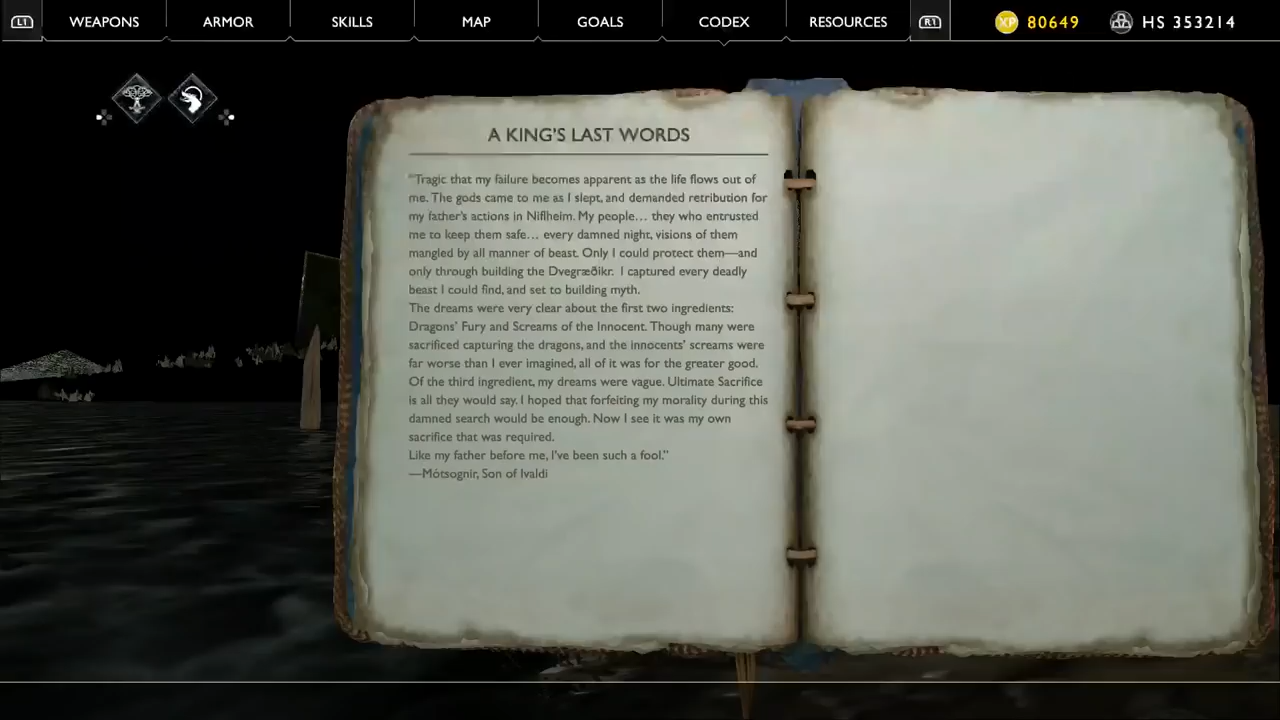 L1 WEAPONS ARMOR SKILLS MAP GOALS CODEX RESOURCES R1 XP 80649 HS 353214
A KING'S LAST WORDS
"Tragic that my failure becomes apparent as the life flows out of
me. The gods came to me as I slept, and demanded retribution for
my father's actions in Niflheim. My people... they who entrusted
me to keep them safe... every damned night, visions of them
mangled by all manner of beast. Only I could protect them—and
only through building the Dvegræðikr. I captured every deadly
beast I could find, and set to building myth.
The dreams were very clear about the first two ingredients:
Dragons' Fury and Screams of the Innocent. Though many were
sacrificed capturing the dragons, and the innocents' screams were
far worse than I ever imagined, all of it was for the greater good.
Of the third ingredient, my dreams were vague. Ultimate Sacrifice
is all they would say. I hoped that forfeiting my morality during this
damned search would be enough. Now I see it was my own
sacrifice that was required.
Like my father before me, I've been such a fool."
—Mótsognir, Son of Ivaldi